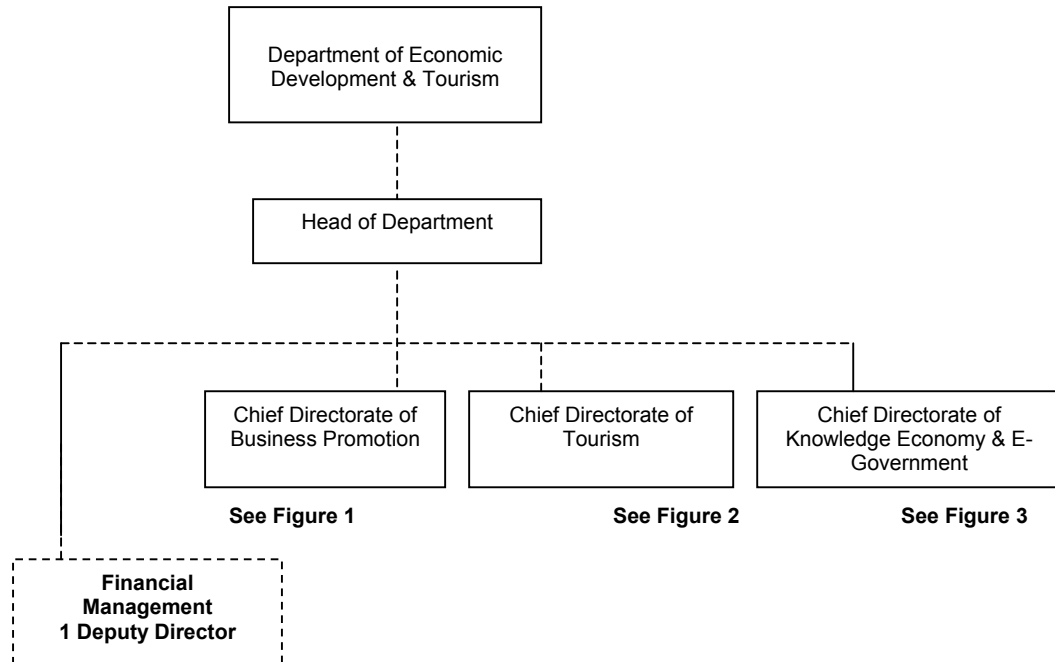 Department of Economic
Development & Tourism
Head of Department
Chief Directorate of
Business Promotion
Chief Directorate of
Tourism
Chief Directorate of
Knowledge Economy & E-
Government
See Figure 1
See Figure 2
See Figure 3
Financial
Management
1 Deputy Director